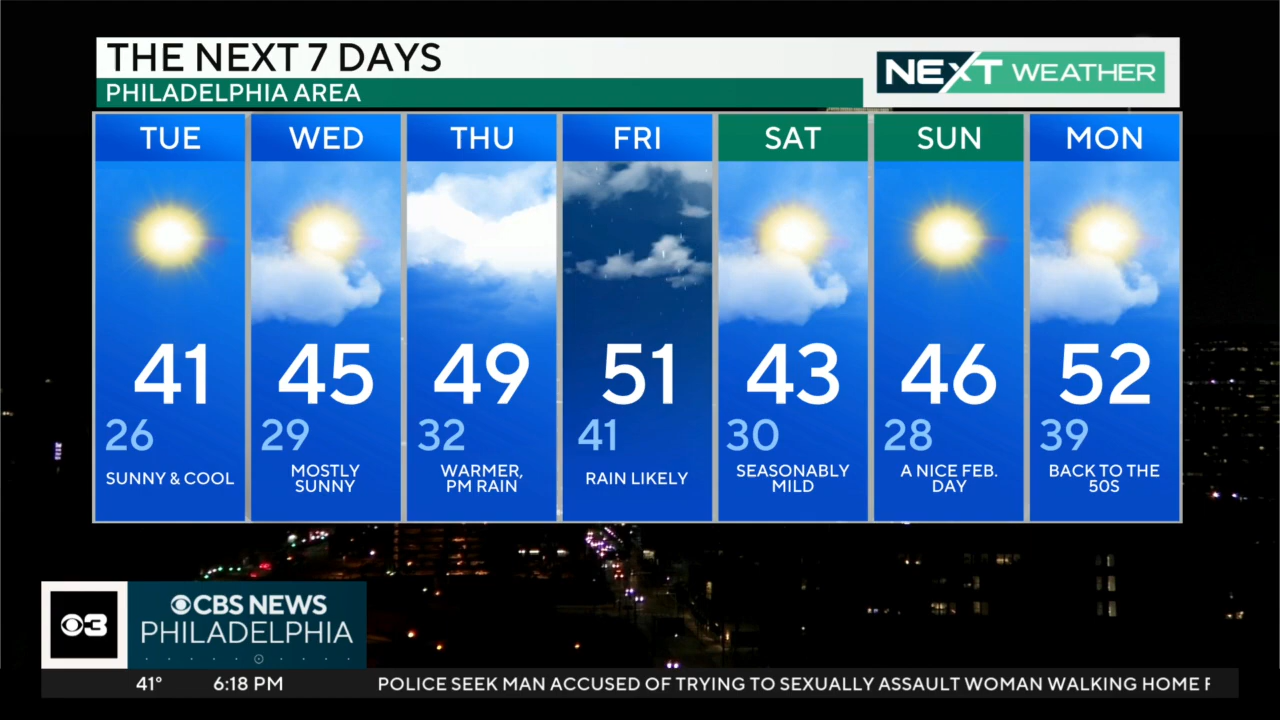 THE NEXT 7 DAYS
PHILADELPHIA AREA
NEXT WEATHER
TUE
41
26
SUNNY & COOL
WED
45
29
MOSTLY
SUNNY
THU
49
32
WARMER,
PM RAIN
FRI
51
41
RAIN LIKELY
SAT
43
30
SEASONABLY
MILD
SUN
46
28
A NICE FEB.
DAY
MON
52
39
BACK TO THE
50S
3
CBS NEWS
PHILADELPHIA
41° 6:18 PM POLICE SEEK MAN ACCUSED OF TRYING TO SEXUALLY ASSAULT WOMAN WALKING HOME